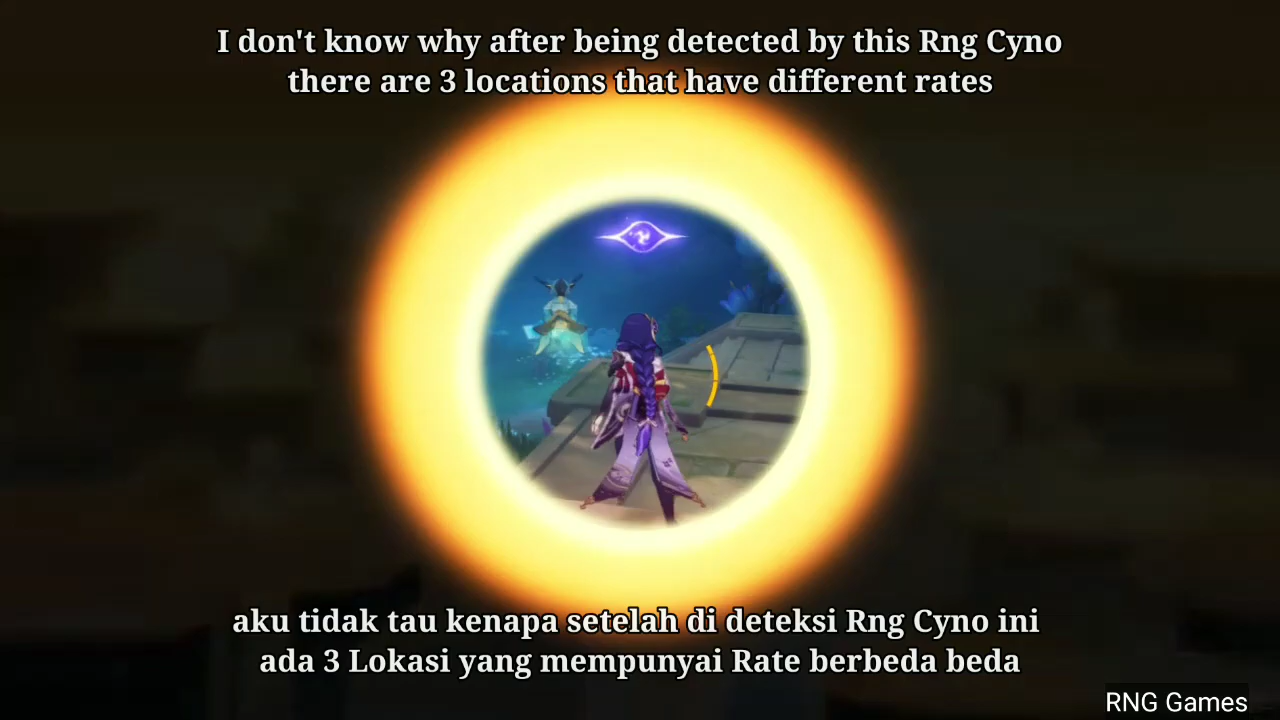 I don't know why after being detected by this Rng Cyno
there are 3 locations that have different rates
aku tidak tau kenapa setelah di deteksi Rng Cyno ini
ada 3 Lokasi yang mempunyai Rate berbeda beda
RNG Games